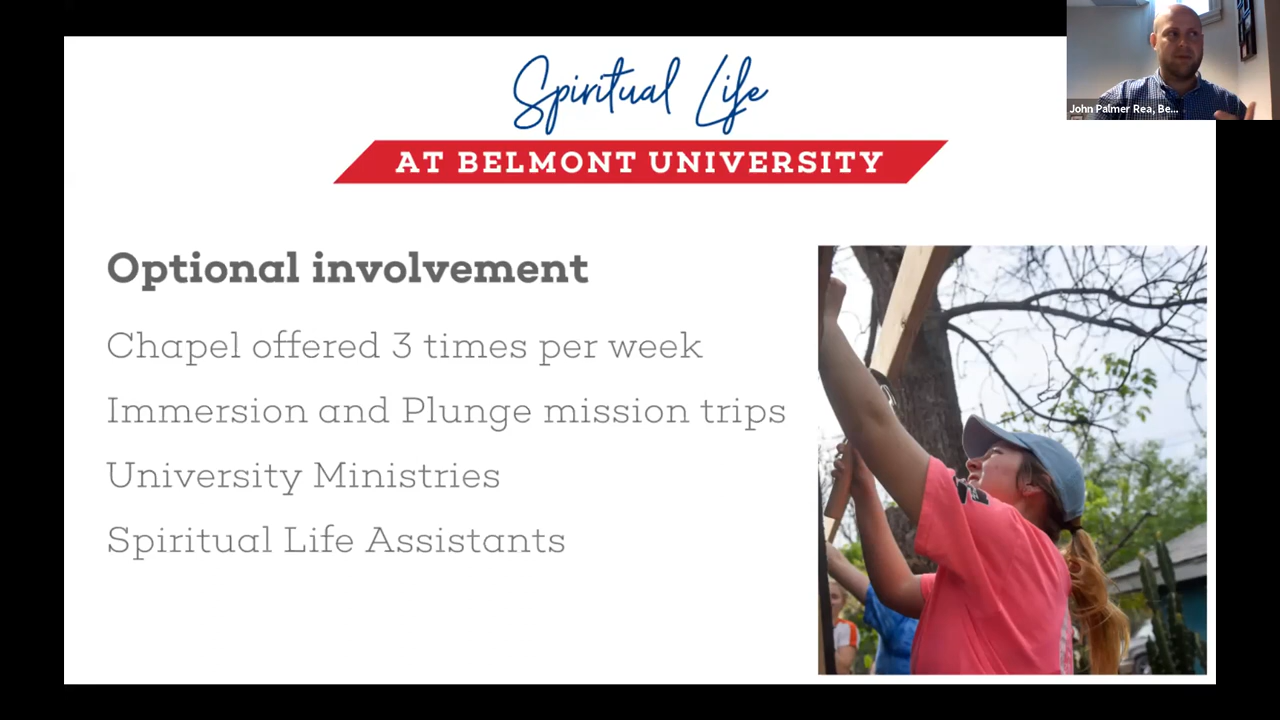 Spiritual Life
AT BELMONT UNIVERSITY
John Palmer Rea, Be...
Optional involvement
Chapel offered 3 times per week
Immersion and Plunge mission trips
University Ministries
Spiritual Life Assistants